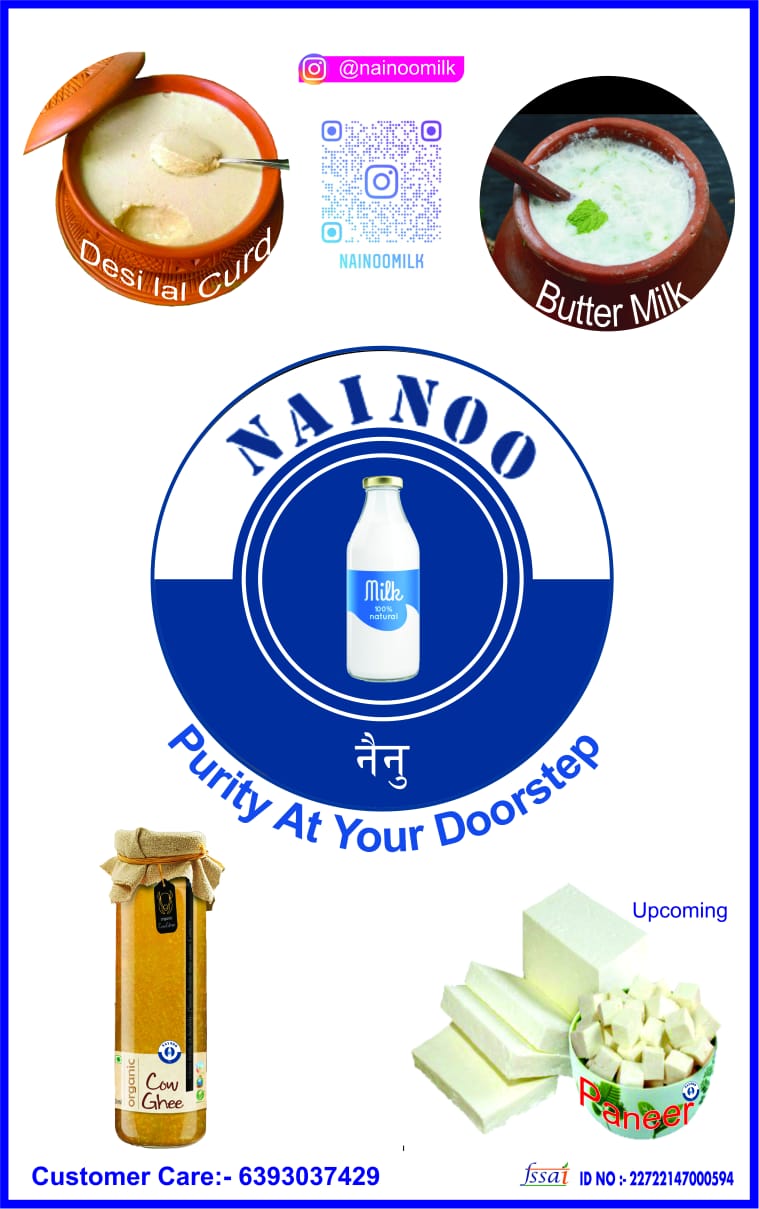 @nainoomilk
NAINOOMILK
Desi lal Curd
Butter Milk
NAINOO
Milk
100%
natural
नैनु
Purity At Your Doorstep
organic
Cow
Ghee
Upcoming
Paneer
Customer Care:- 6393037429
fssai ID NO :- 22722147000594